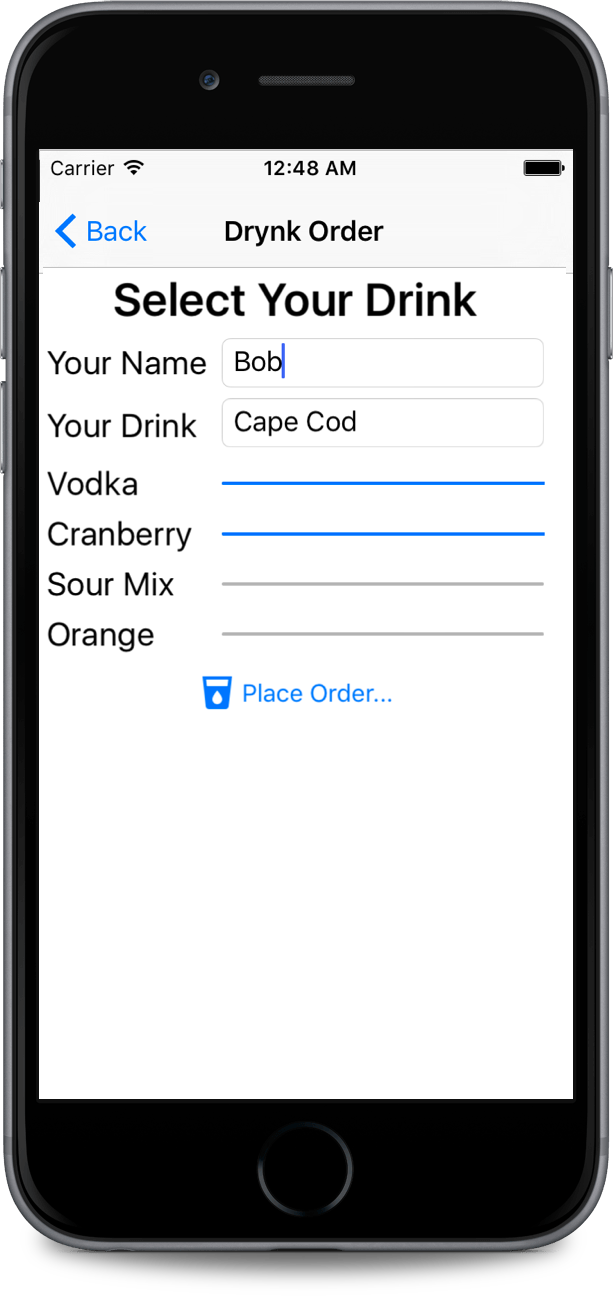 Carrier 12:48 AM
Back Drynk Order
Select Your Drink
Your Name Bob
Your Drink Cape Cod
Vodka
Cranberry
Sour Mix
Orange
Place Order...